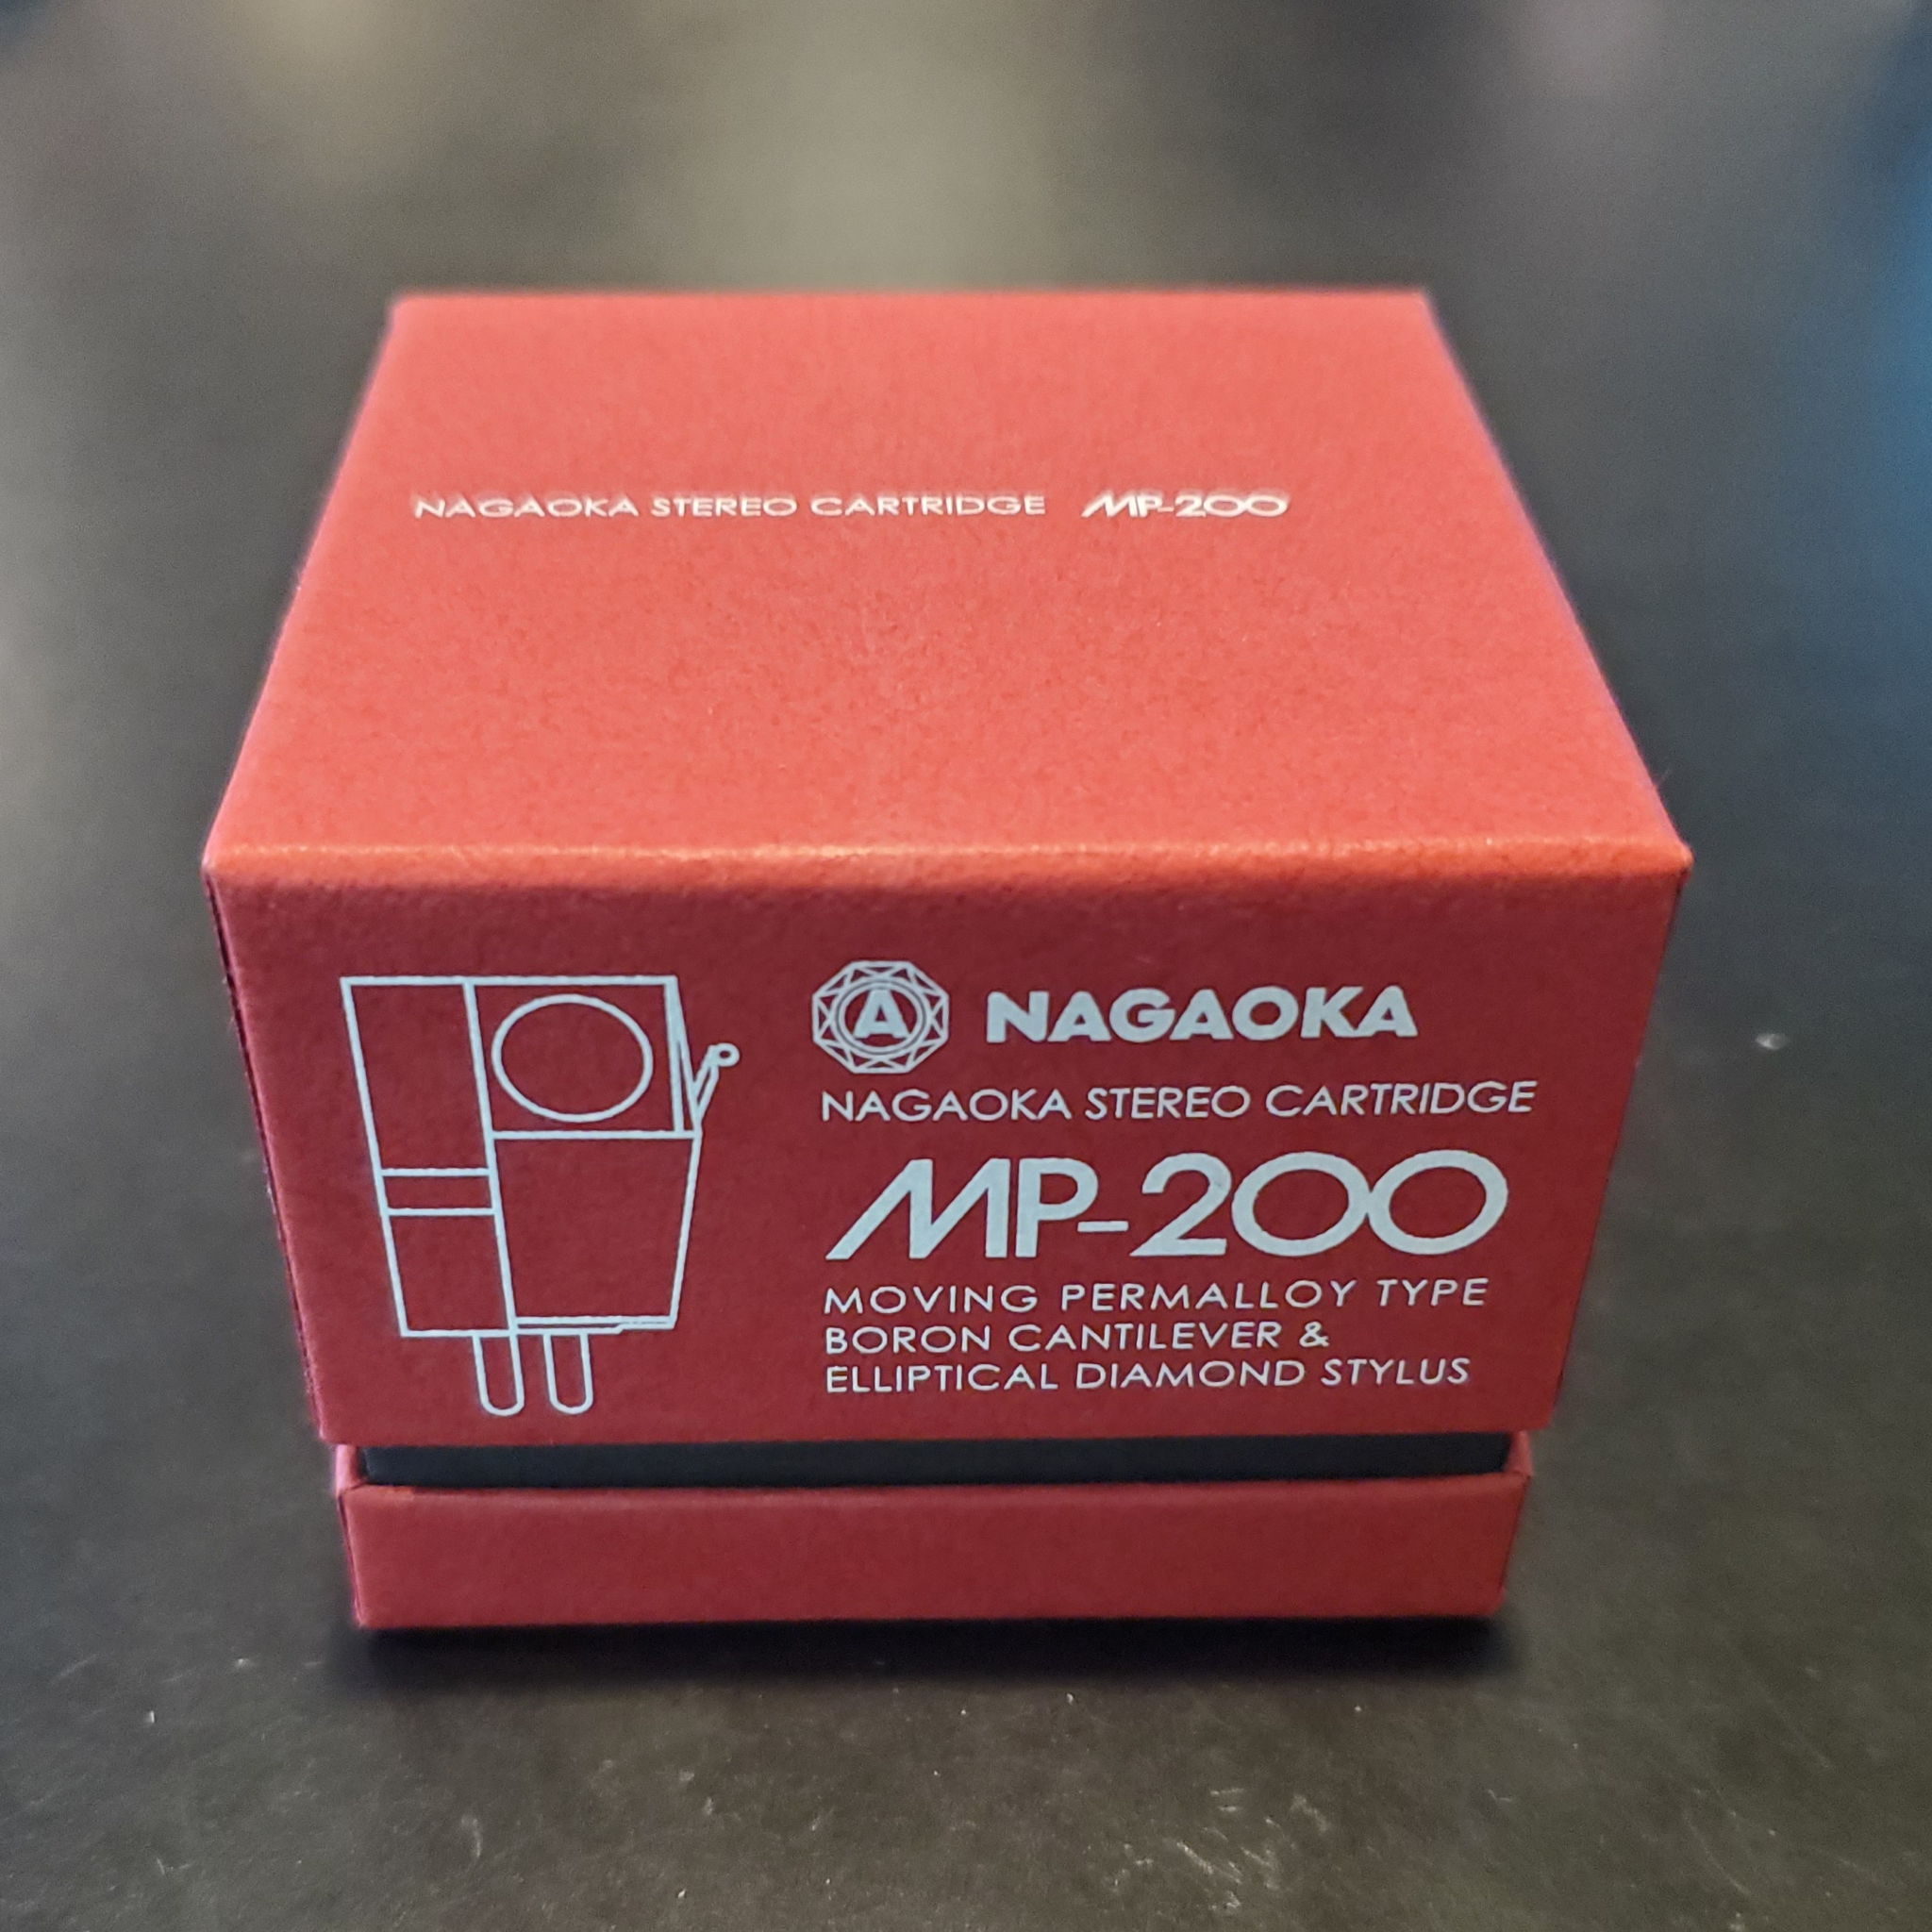 NAGAOKA STEREO CARTRIDGE MP-200
A NAGAOKA
NAGAOKA STEREO CARTRIDGE
MP-200
MOVING PERMALLOY TYPE
BORON CANTILEVER &
ELLIPTICAL DIAMOND STYLUS